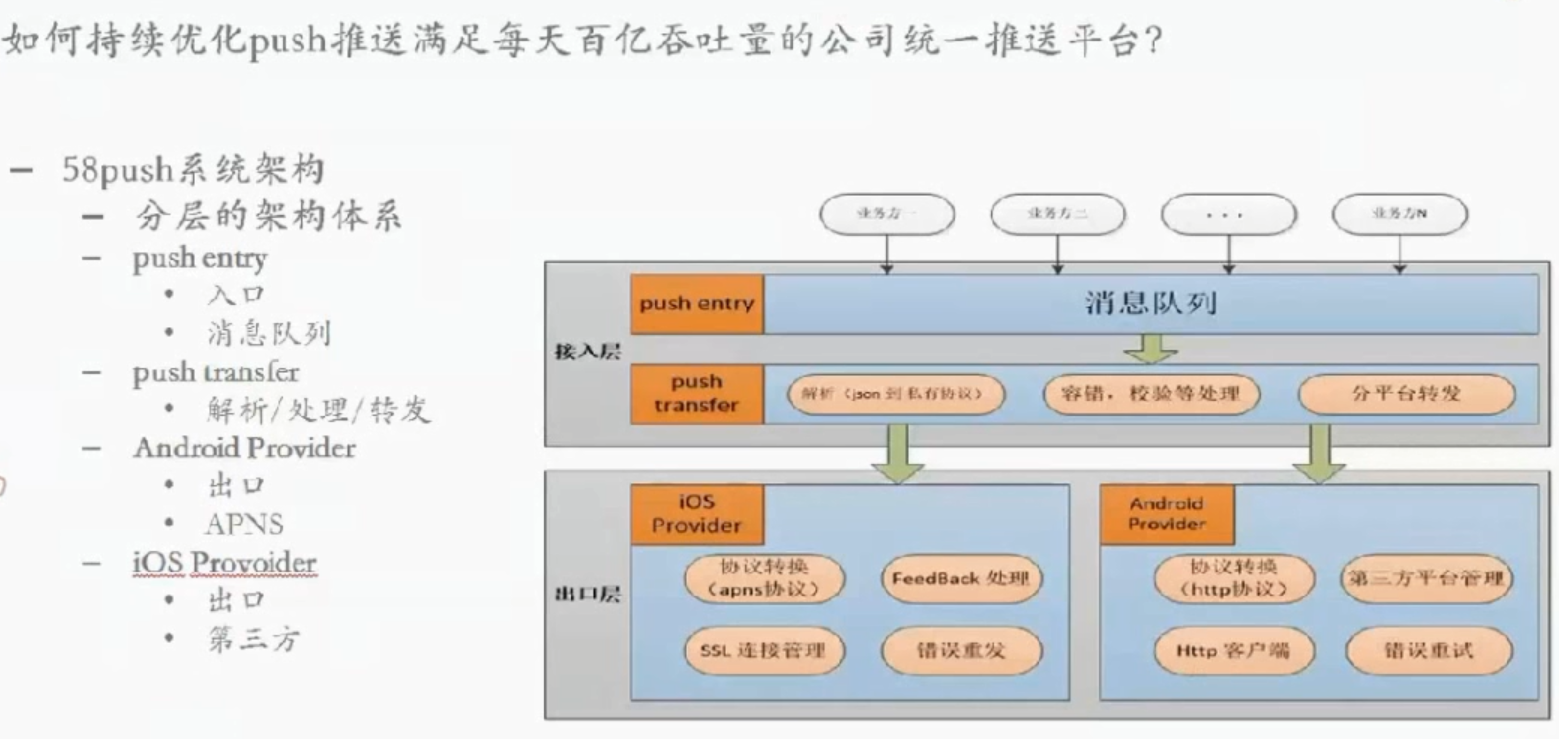 如何持续优化push推送满足每天百亿吞吐量的公司统一推送平台?
– 58push系统架构
– 分层的架构体系
– push entry
• 入口
• 消息队列
– push transfer
• 解析/处理/转发
– Android Provider
• 出口
• APNS
– iOS Provoider
• 出口
• 第三方
业务方一
业务方二
...
业务方N
接入层
push entry
消息队列
push
transfer
解析（json 到 私有协议）
容错，校验等处理
分平台转发
出口层
iOS
Provider
协议转换
（apns协议）
FeedBack 处理
SSL 连接管理
错误重发
Android
Provider
协议转换
（http协议）
第三方平台管理
Http 客户端
错误重试